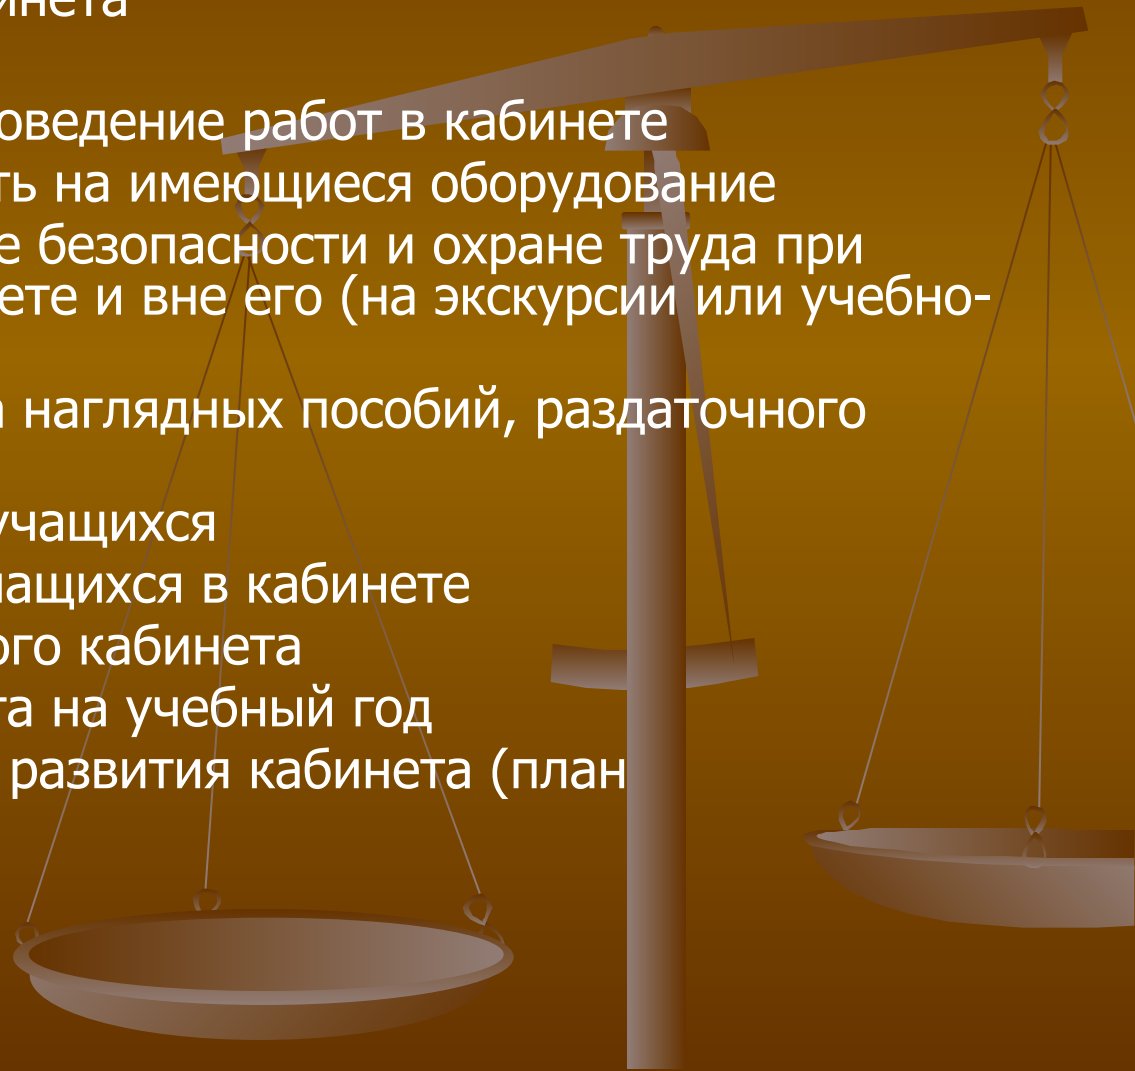 инета
оведение работ в кабинете
ть на имеющиеся оборудование
е безопасности и охране труда при
ете и вне его (на экскурсии или учебно-
а наглядных пособий, раздаточного
учащихся
чащихся в кабинете
ого кабинета
та на учебный год
развития кабинета (план